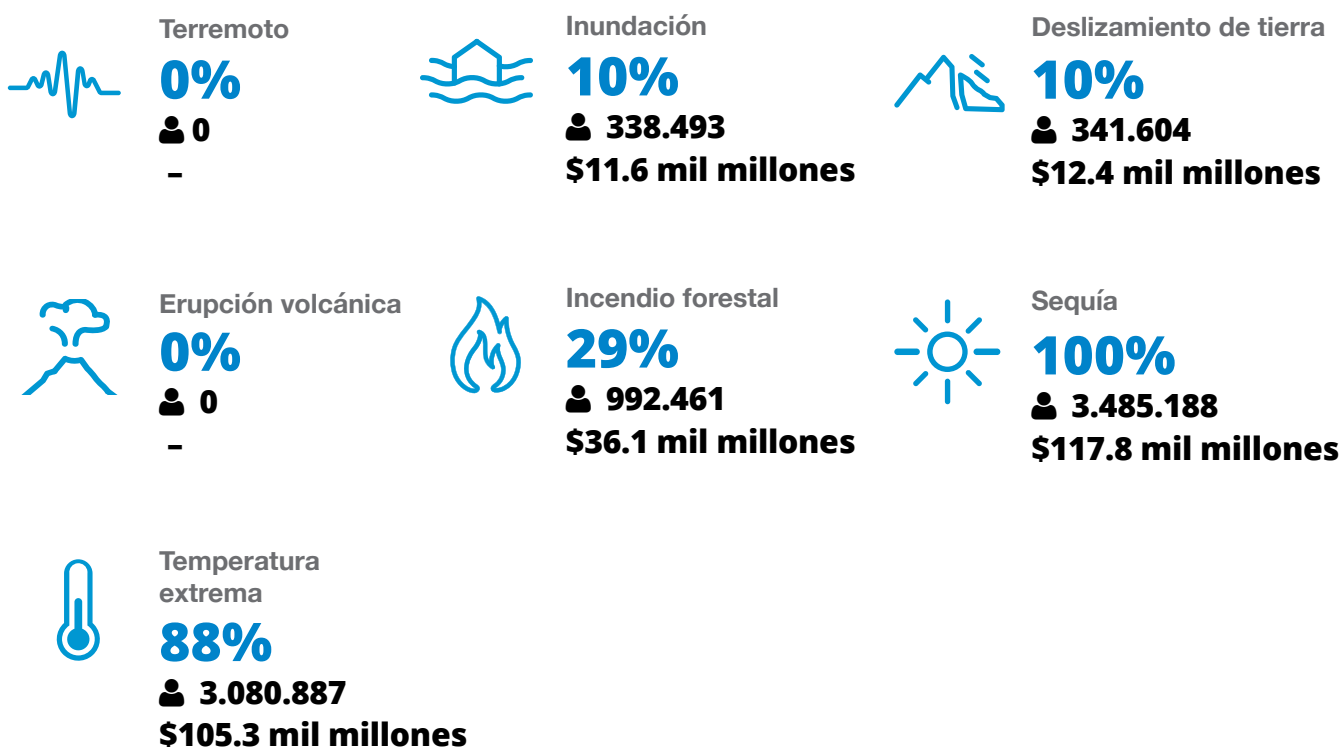 Terremoto
0%
0
–
Inundación
10%
338.493
$11.6 mil millones
Deslizamiento de tierra
10%
341.604
$12.4 mil millones
Erupción volcánica
0%
0
–
Incendio forestal
29%
992.461
$36.1 mil millones
Sequía
100%
3.485.188
$117.8 mil millones
Temperatura
extrema
88%
3.080.887
$105.3 mil millones